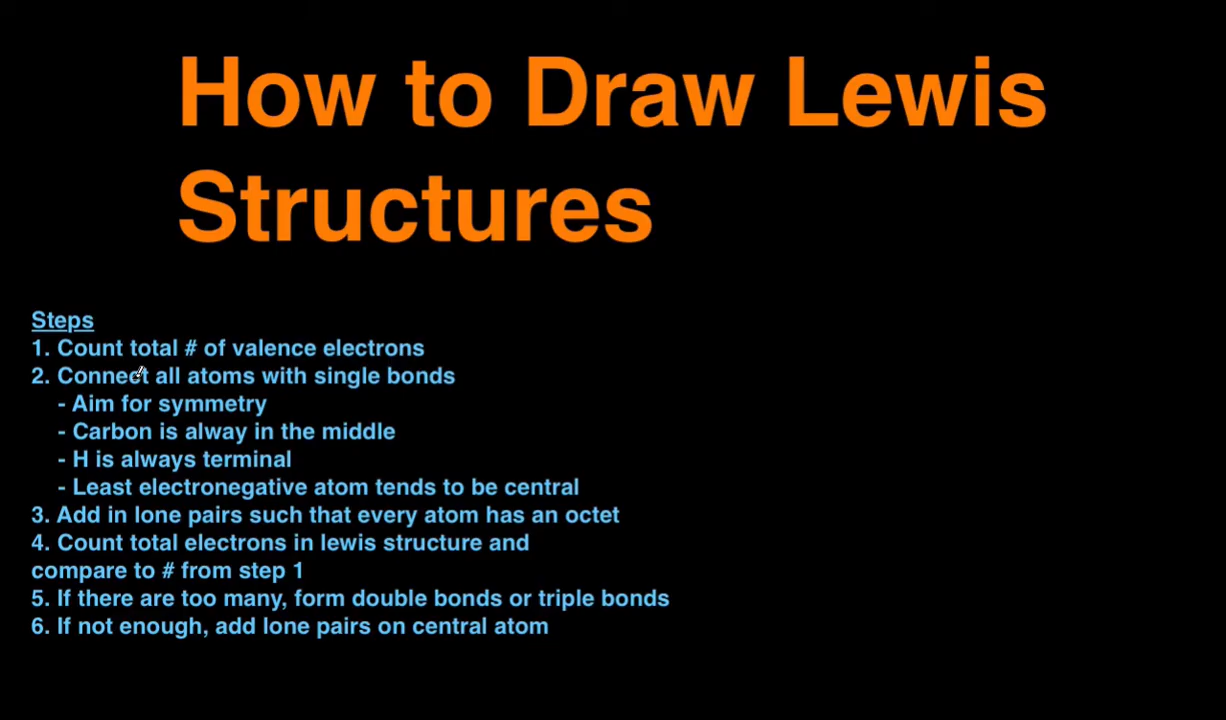 How to Draw Lewis
Structures
Steps
1. Count total # of valence electrons
2. Connect all atoms with single bonds
- Aim for symmetry
- Carbon is alway in the middle
- H is always terminal
- Least electronegative atom tends to be central
3. Add in lone pairs such that every atom has an octet
4. Count total electrons in lewis structure and
compare to # from step 1
5. If there are too many, form double bonds or triple bonds
6. If not enough, add lone pairs on central atom